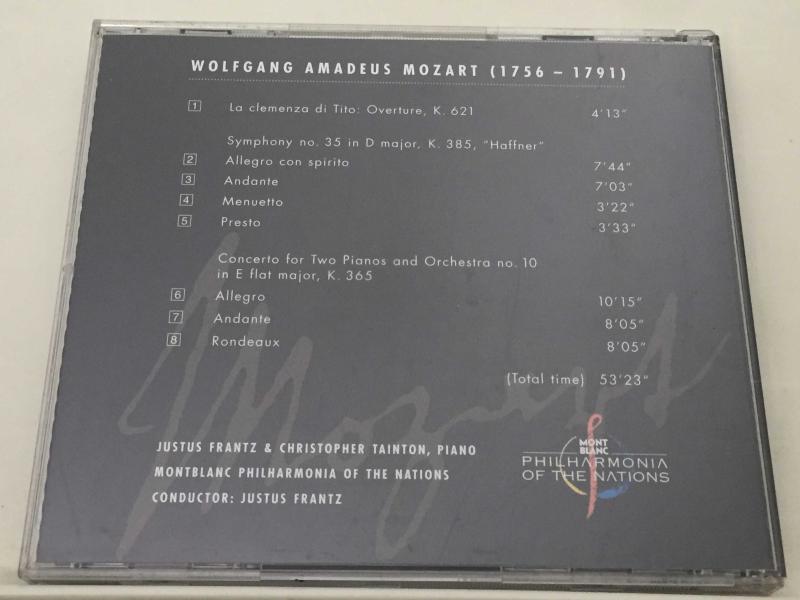 WOLFGANG AMADEUS MOZART (1756 – 1791)
1 La clemenza di Tito: Overture, K. 621 4'13"
Symphony no. 35 in D major, K. 385, "Haffner"
2 Allegro con spirito 7'44"
3 Andante 7'03"
4 Menuetto 3'22"
5 Presto 3'33"
Concerto for Two Pianos and Orchestra no. 10
in E flat major, K. 365
6 Allegro 10'15"
7 Andante 8'05"
8 Rondeaux 8'05"
(Total time) 53'23"
Mozart
JUSTUS FRANTZ & CHRISTOPHER TAINTON, PIANO
MONTBLANC PHILHARMONIA OF THE NATIONS
CONDUCTOR: JUSTUS FRANTZ
MONT
BLANC
PHILHARMONIA
OF THE NATIONS